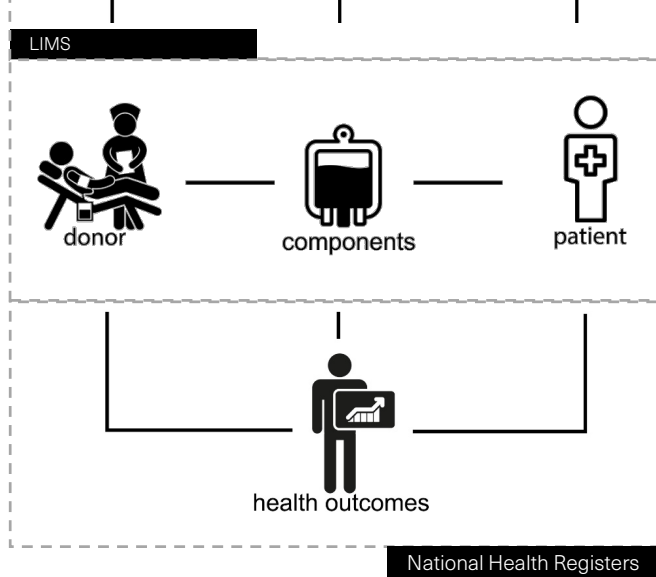 LIMS
donor
components
patient
health outcomes
National Health Registers